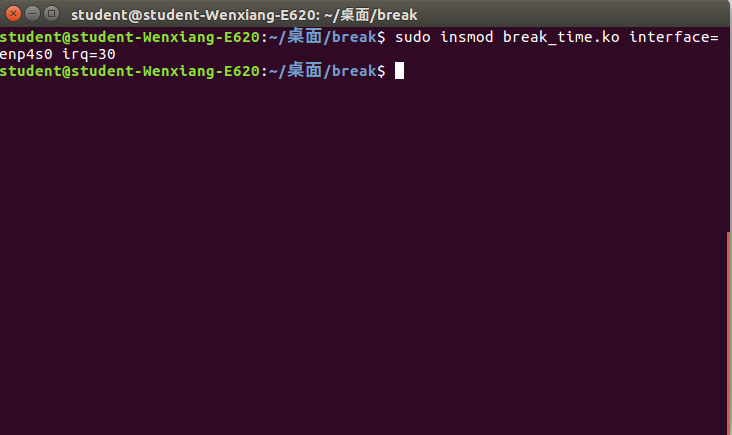 student@student-Wenxiang-E620: ~/桌面/break
student@student-Wenxiang-E620:~/桌面/break$ sudo insmod break_time.ko interface=
enp4s0 irq=30
student@student-Wenxiang-E620:~/桌面/break$